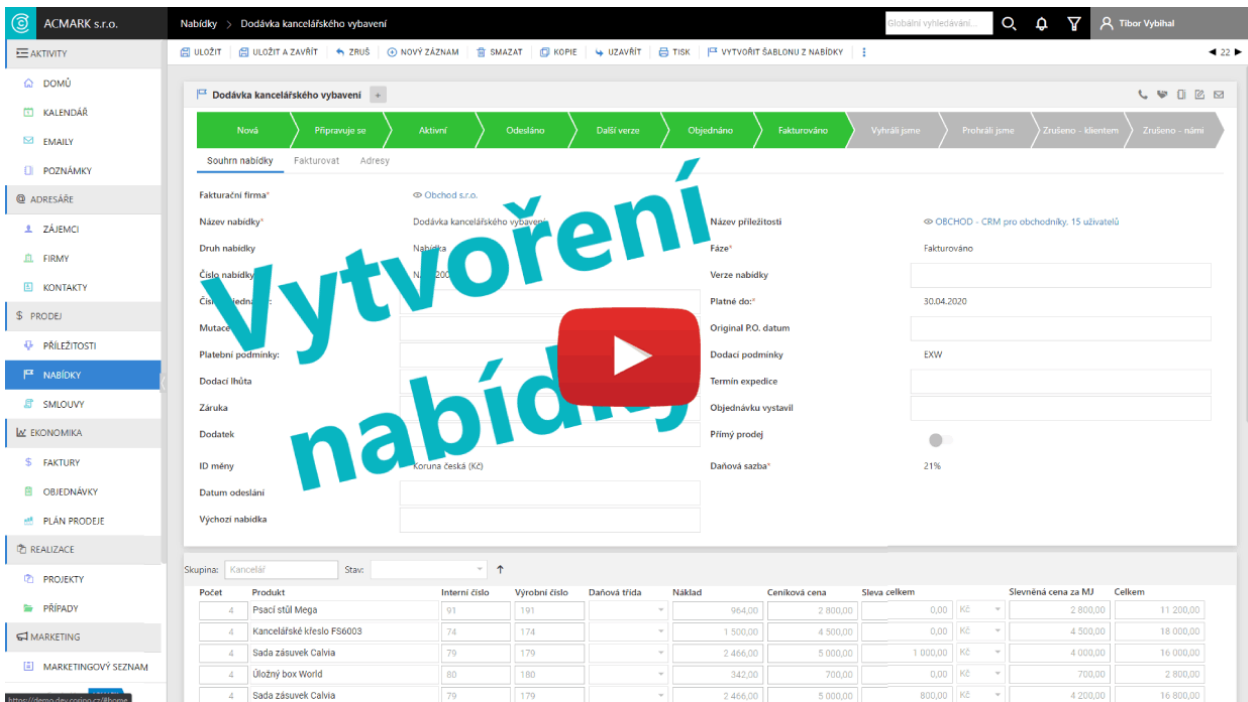 ACMARK s.r.o.
Nabídky > Dodávka kancelářského vybavení
Globální vyhledávání...
Tibor Vybíhal
AKTIVITY
DOMŮ
KALENDÁŘ
EMAILY
POZNÁMKY
ADRESÁŘE
ZÁJEMCI
FIRMY
KONTAKTY
$ PRODEJ
PŘÍLEŽITOSTI
NABÍDKY
SMLOUVY
EKONOMIKA
$ FAKTURY
OBJEDNÁVKY
PLÁN PRODEJE
REALIZACE
PROJEKTY
PŘÍPADY
MARKETING
MARKETINGOVÝ SEZNAM
https://demo.dev.corino.cz/#home
ULOŽIT ULOŽIT A ZAVŘÍT ZRUŠ NOVÝ ZÁZNAM SMAZAT KOPIE UZAVŘÍT TISK VYTVOŘIT ŠABLONU Z NABÍDKY
22
Dodávka kancelářského vybavení +
Nová Připravuje se Aktivní Odesláno Další verze Objednáno Fakturováno Vyhráli jsme Prohráli jsme Zrušeno - klientem Zrušeno - námi
Souhrn nabídky Fakturovat Adresy
Vytvoření
nabídky
Fakturační firma* Obchod s.r.o.
Název nabídky* Dodávka kancelářského vybavení Název příležitosti OBCHOD - CRM pro obchodníky, 15 uživatelů
Druh nabídky Nabídka Fáze* Fakturováno
Číslo nabídky Verze nabídky
Platné do:* 30.04.2020
Mutace Original P.O. datum
Platební podmínky: Dodací podmínky EXW
Dodací lhůta Termín expedice
Záruka Objednávku vystavil
Dodatek Přímý prodej
ID měny Koruna česká (Kč) Daňová sazba* 21%
Datum odeslání
Výchozí nabídka
Skupina: Kancelář Stav:
Počet Produkt Interní číslo Výrobní číslo Daňová třída Náklad Ceníková cena Sleva celkem Slevněná cena za MJ Celkem
4 Psací stůl Mega 91 191 964,00 2 800,00 0,00 Kč 2 800,00 11 200,00
4 Kancelářské křeslo FS6003 74 174 1 500,00 4 500,00 0,00 Kč 4 500,00 18 000,00
4 Sada zásuvek Calvia 79 179 2 466,00 5 000,00 1 000,00 Kč 4 000,00 16 000,00
4 Úložný box World 80 180 342,00 700,00 0,00 Kč 700,00 2 800,00
4 Sada zásuvek Calvia 79 179 2 466,00 5 000,00 800,00 Kč 4 200,00 16 800,00